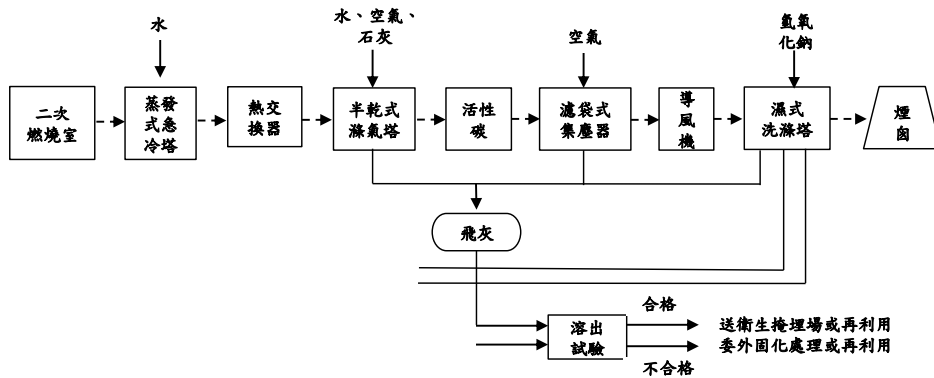 水
水、空氣、
石灰
空氣
氫氧
化鈉
二次
燃燒室
蒸發
式急
冷塔
熱交
換器
半乾式
滌氣塔
活性
碳
濾袋式
集塵器
導
風
機
濕式
洗滌塔
煙
囪
飛灰
合格
溶出
試驗
送衛生掩埋場或再利用
委外固化處理或再利用
不合格